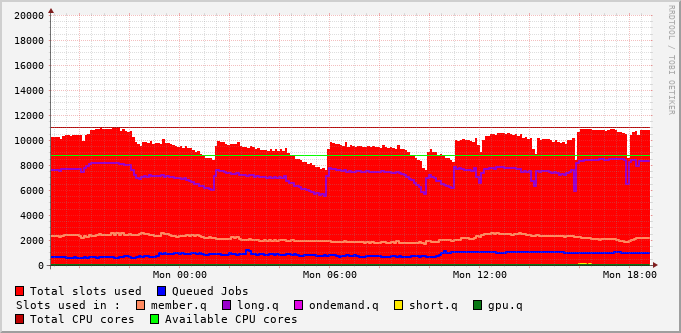 20000
18000
16000
14000
12000
10000
8000
6000
4000
2000
0
Mon 00:00 Mon 06:00 Mon 12:00 Mon 18:00
Total slots used Queued Jobs
Slots used in : member.q long.q ondemand.q short.q gpu.q
Total CPU cores Available CPU cores
RRDTOOL / TOBI OETIKER